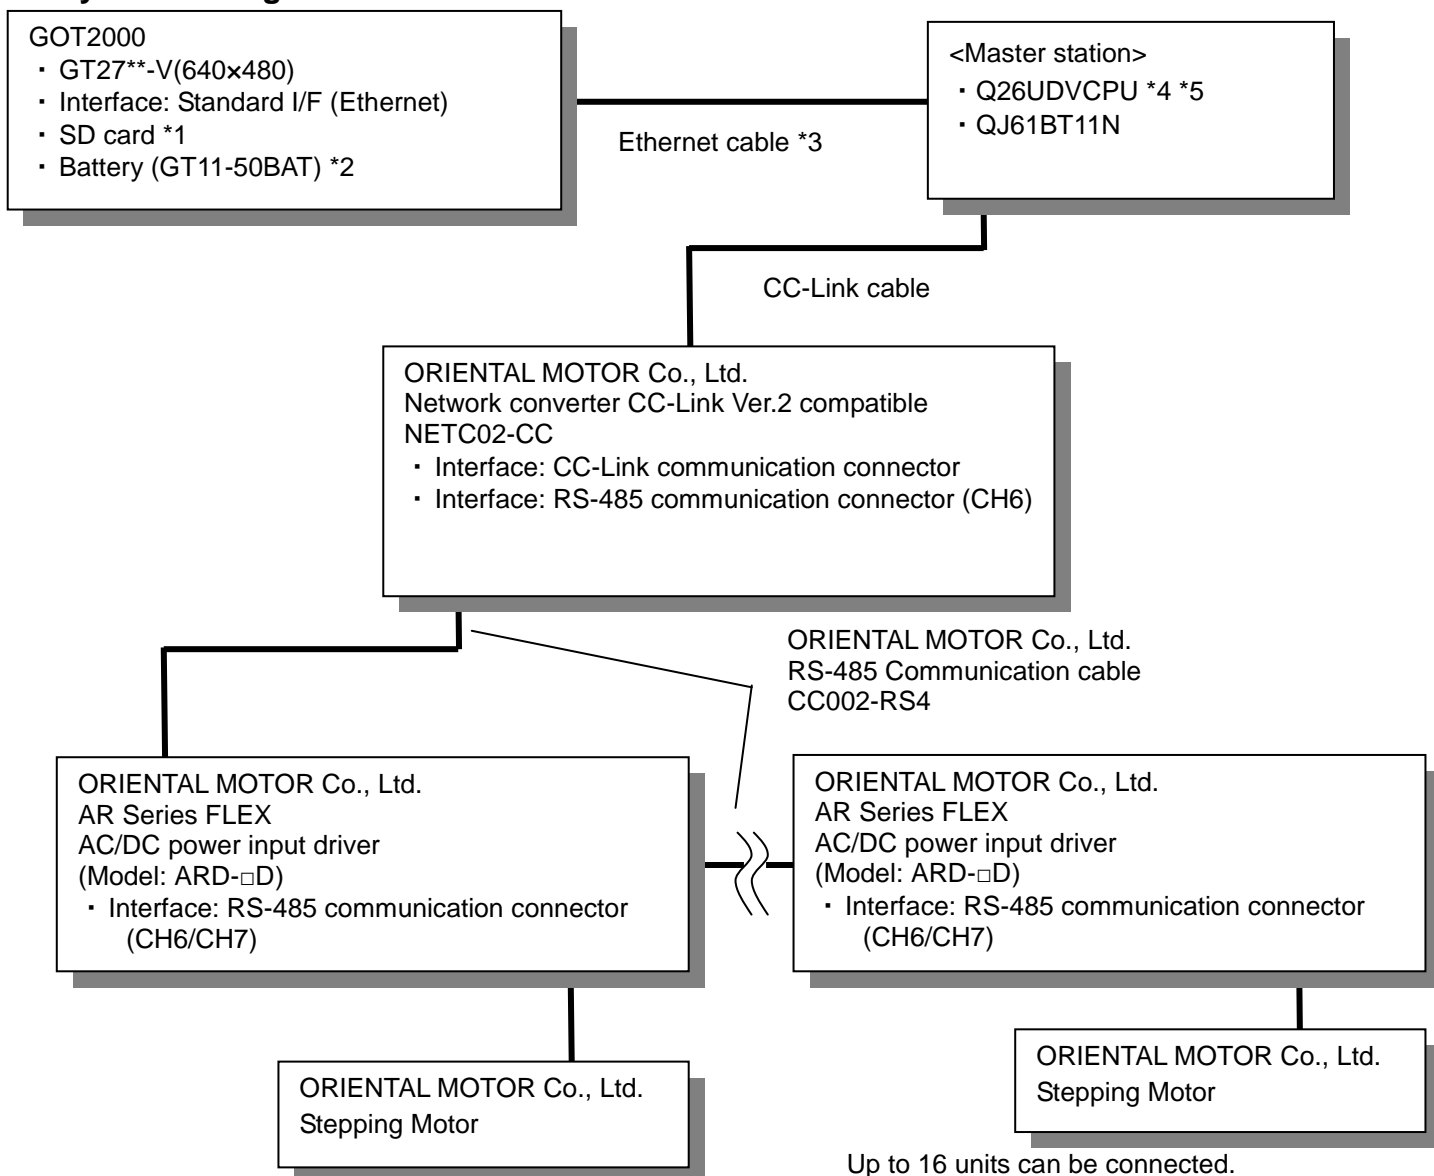 GOT2000
・ GT27**-V(640×480)
・ Interface: Standard I/F (Ethernet)
・ SD card *1
・ Battery (GT11-50BAT) *2
Ethernet cable *3
<Master station>
・ Q26UDVCPU *4 *5
・ QJ61BT11N
CC-Link cable
ORIENTAL MOTOR Co., Ltd.
Network converter CC-Link Ver.2 compatible
NETC02-CC
・ Interface: CC-Link communication connector
・ Interface: RS-485 communication connector (CH6)
ORIENTAL MOTOR Co., Ltd.
RS-485 Communication cable
CC002-RS4
ORIENTAL MOTOR Co., Ltd.
AR Series FLEX
AC/DC power input driver
(Model: ARD-□D)
・ Interface: RS-485 communication connector
(CH6/CH7)
ORIENTAL MOTOR Co., Ltd.
AR Series FLEX
AC/DC power input driver
(Model: ARD-□D)
・ Interface: RS-485 communication connector
(CH6/CH7)
ORIENTAL MOTOR Co., Ltd.
Stepping Motor
ORIENTAL MOTOR Co., Ltd.
Stepping Motor
Up to 16 units can be connected.